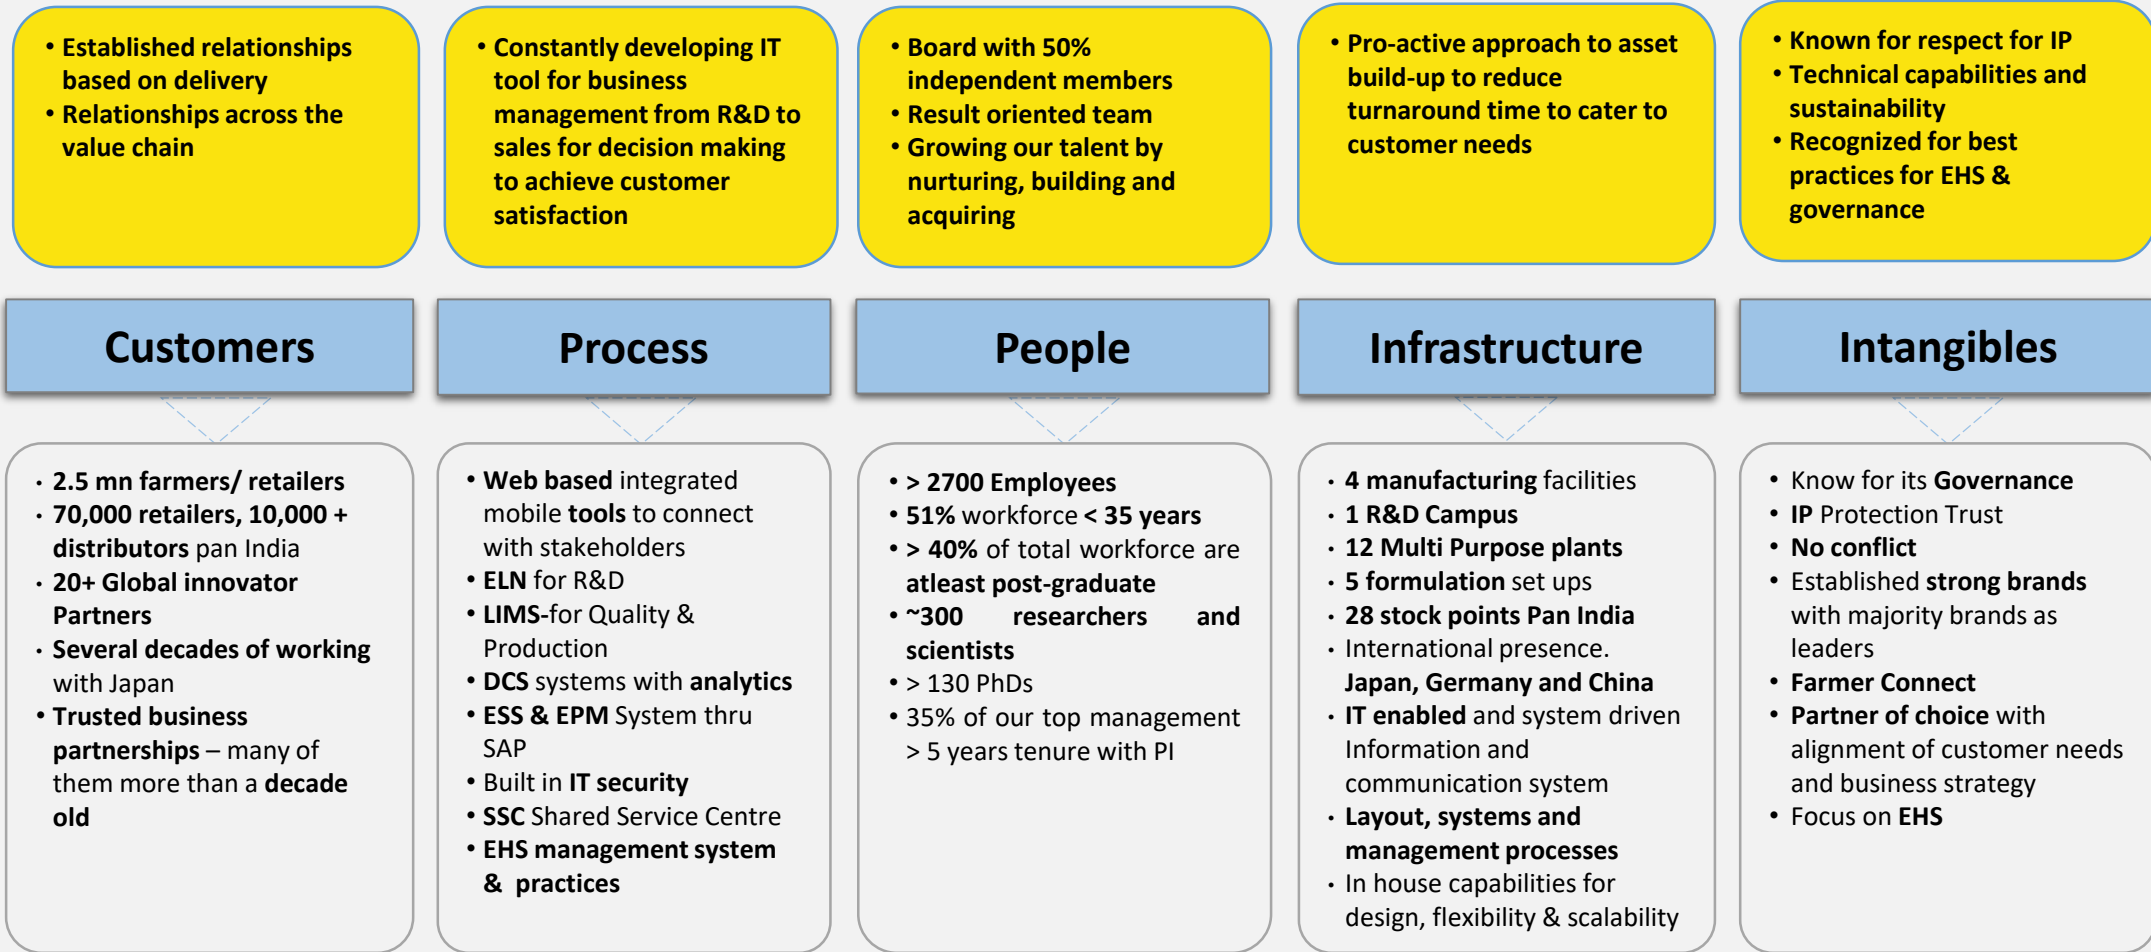 • Established relationships
based on delivery
• Relationships across the
value chain
• Constantly developing IT
tool for business
management from R&D to
sales for decision making
to achieve customer
satisfaction
• Board with 50%
independent members
• Result oriented team
• Growing our talent by
nurturing, building and
acquiring
• Pro-active approach to asset
build-up to reduce
turnaround time to cater to
customer needs
• Known for respect for IP
• Technical capabilities and
sustainability
• Recognized for best
practices for EHS &
governance
Customers
Process
People
Infrastructure
Intangibles
• 2.5 mn farmers/ retailers
• 70,000 retailers, 10,000 +
distributors pan India
• 20+ Global innovator
Partners
• Several decades of working
with Japan
• Trusted business
partnerships – many of
them more than a decade
old
• Web based integrated
mobile tools to connect
with stakeholders
• ELN for R&D
• LIMS-for Quality &
Production
• DCS systems with analytics
• ESS & EPM System thru
SAP
• Built in IT security
• SSC Shared Service Centre
• EHS management system
& practices
• > 2700 Employees
• 51% workforce < 35 years
• > 40% of total workforce are
atleast post-graduate
• ~300 researchers and
scientists
• > 130 PhDs
• 35% of our top management
> 5 years tenure with PI
• 4 manufacturing facilities
• 1 R&D Campus
• 12 Multi Purpose plants
• 5 formulation set ups
• 28 stock points Pan India
• International presence.
Japan, Germany and China
• IT enabled and system driven
Information and
communication system
• Layout, systems and
management processes
• In house capabilities for
design, flexibility & scalability
• Know for its Governance
• IP Protection Trust
• No conflict
• Established strong brands
with majority brands as
leaders
• Farmer Connect
• Partner of choice with
alignment of customer needs
and business strategy
• Focus on EHS